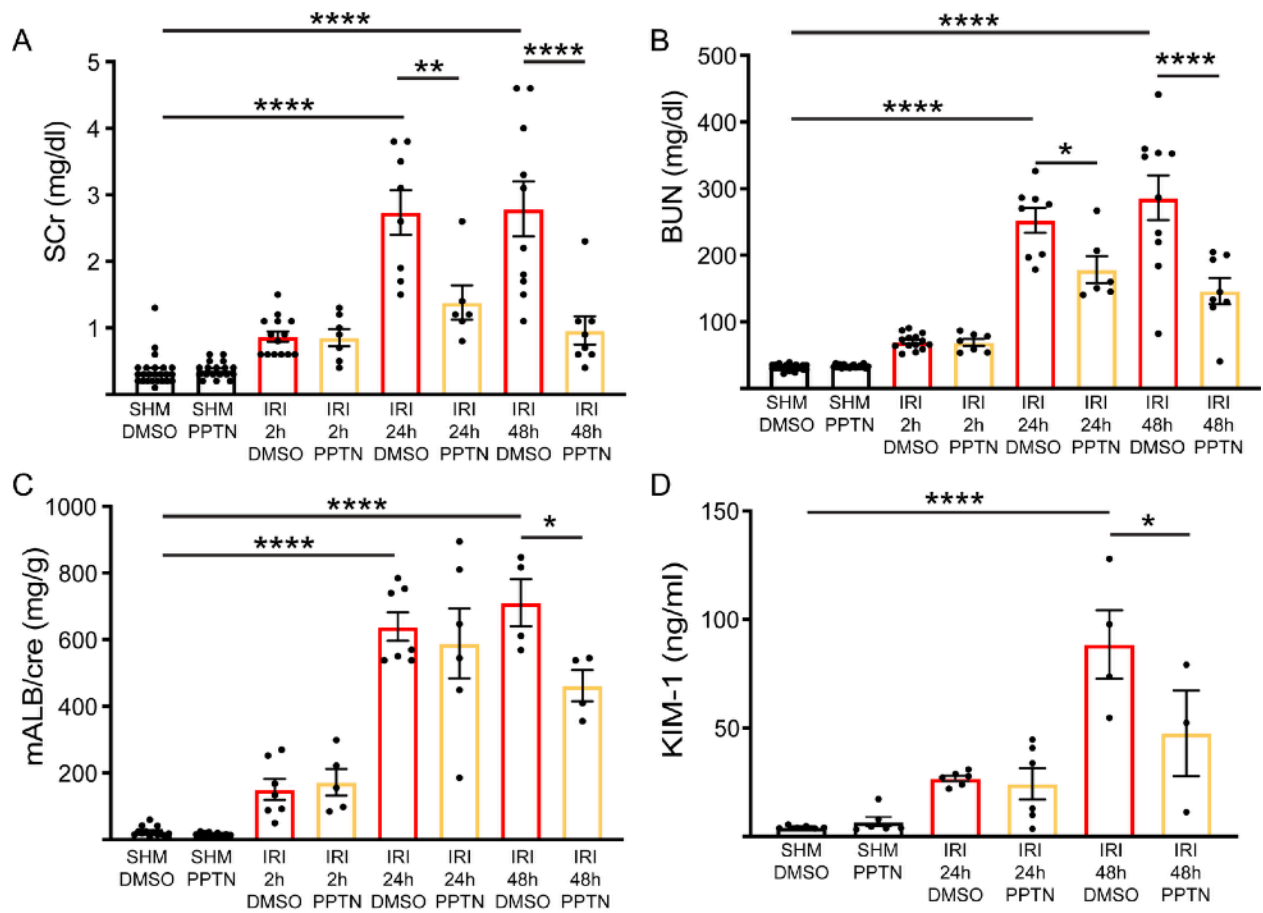 A
SCr (mg/dl)
5
4
3
2
1
****
****
****
**
SHM DMSO
SHM PPTN
IRI 2h DMSO
IRI 2h PPTN
IRI 24h DMSO
IRI 24h PPTN
IRI 48h DMSO
IRI 48h PPTN
B
BUN (mg/dl)
500
400
300
200
100
****
****
****
*
SHM DMSO
SHM PPTN
IRI 2h DMSO
IRI 2h PPTN
IRI 24h DMSO
IRI 24h PPTN
IRI 48h DMSO
IRI 48h PPTN
C
mALB/cre (mg/g)
1000
800
600
400
200
****
*
****
SHM DMSO
SHM PPTN
IRI 2h DMSO
IRI 2h PPTN
IRI 24h DMSO
IRI 24h PPTN
IRI 48h DMSO
IRI 48h PPTN
D
KIM-1 (ng/ml)
150
100
50
0
****
*
SHM DMSO
SHM PPTN
IRI 24h DMSO
IRI 24h PPTN
IRI 48h DMSO
IRI 48h PPTN